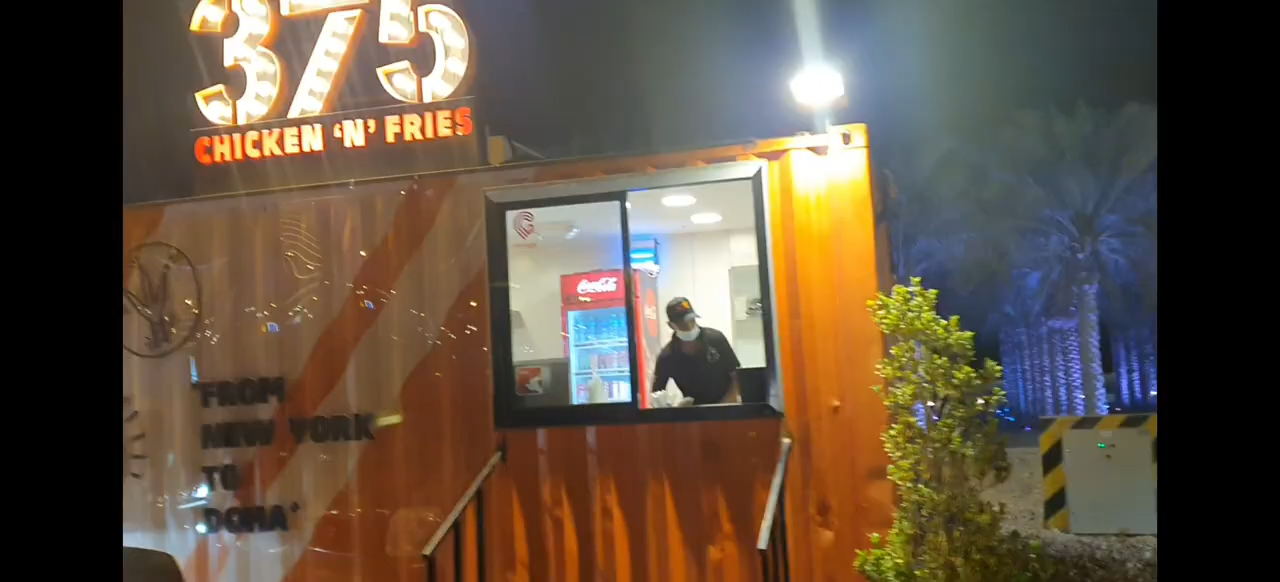 375
CHICKEN 'N' FRIES
Coca-Cola
"FROM
NEW YORK
TO
DOHA"